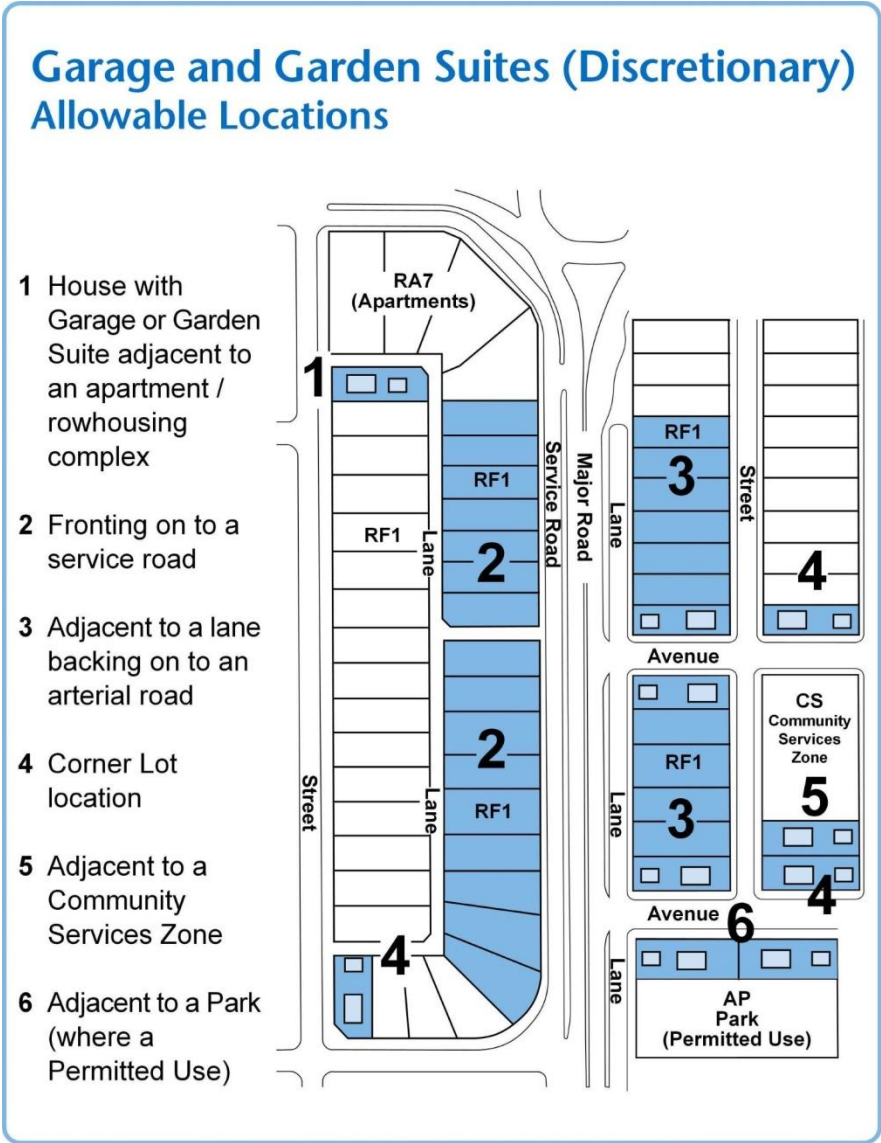 Garage and Garden Suites (Discretionary)
Allowable Locations
1 House with
Garage or Garden
Suite adjacent to
an apartment /
rowhousing
complex
2 Fronting on to a
service road
3 Adjacent to a lane
backing on to an
arterial road
4 Corner Lot
location
5 Adjacent to a
Community
Services Zone
6 Adjacent to a Park
(where a
Permitted Use)
RA7
(Apartments)
1
RF1
Lane
RF1
2
Service Road
Major Road
Lane
RF1
3
Street
4
Avenue
Street
Lane
2
RF1
4
Lane
RF1
3
CS
Community
Services
Zone
5
4
Avenue
6
Lane
AP
Park
(Permitted Use)